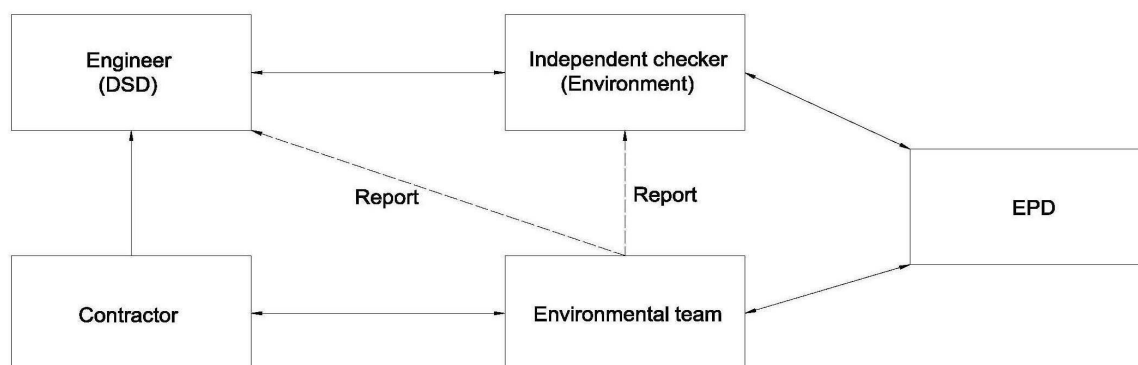 Engineer
(DSD)
Independent checker
(Environment)
Report
Report
EPD
Contractor
Environmental team